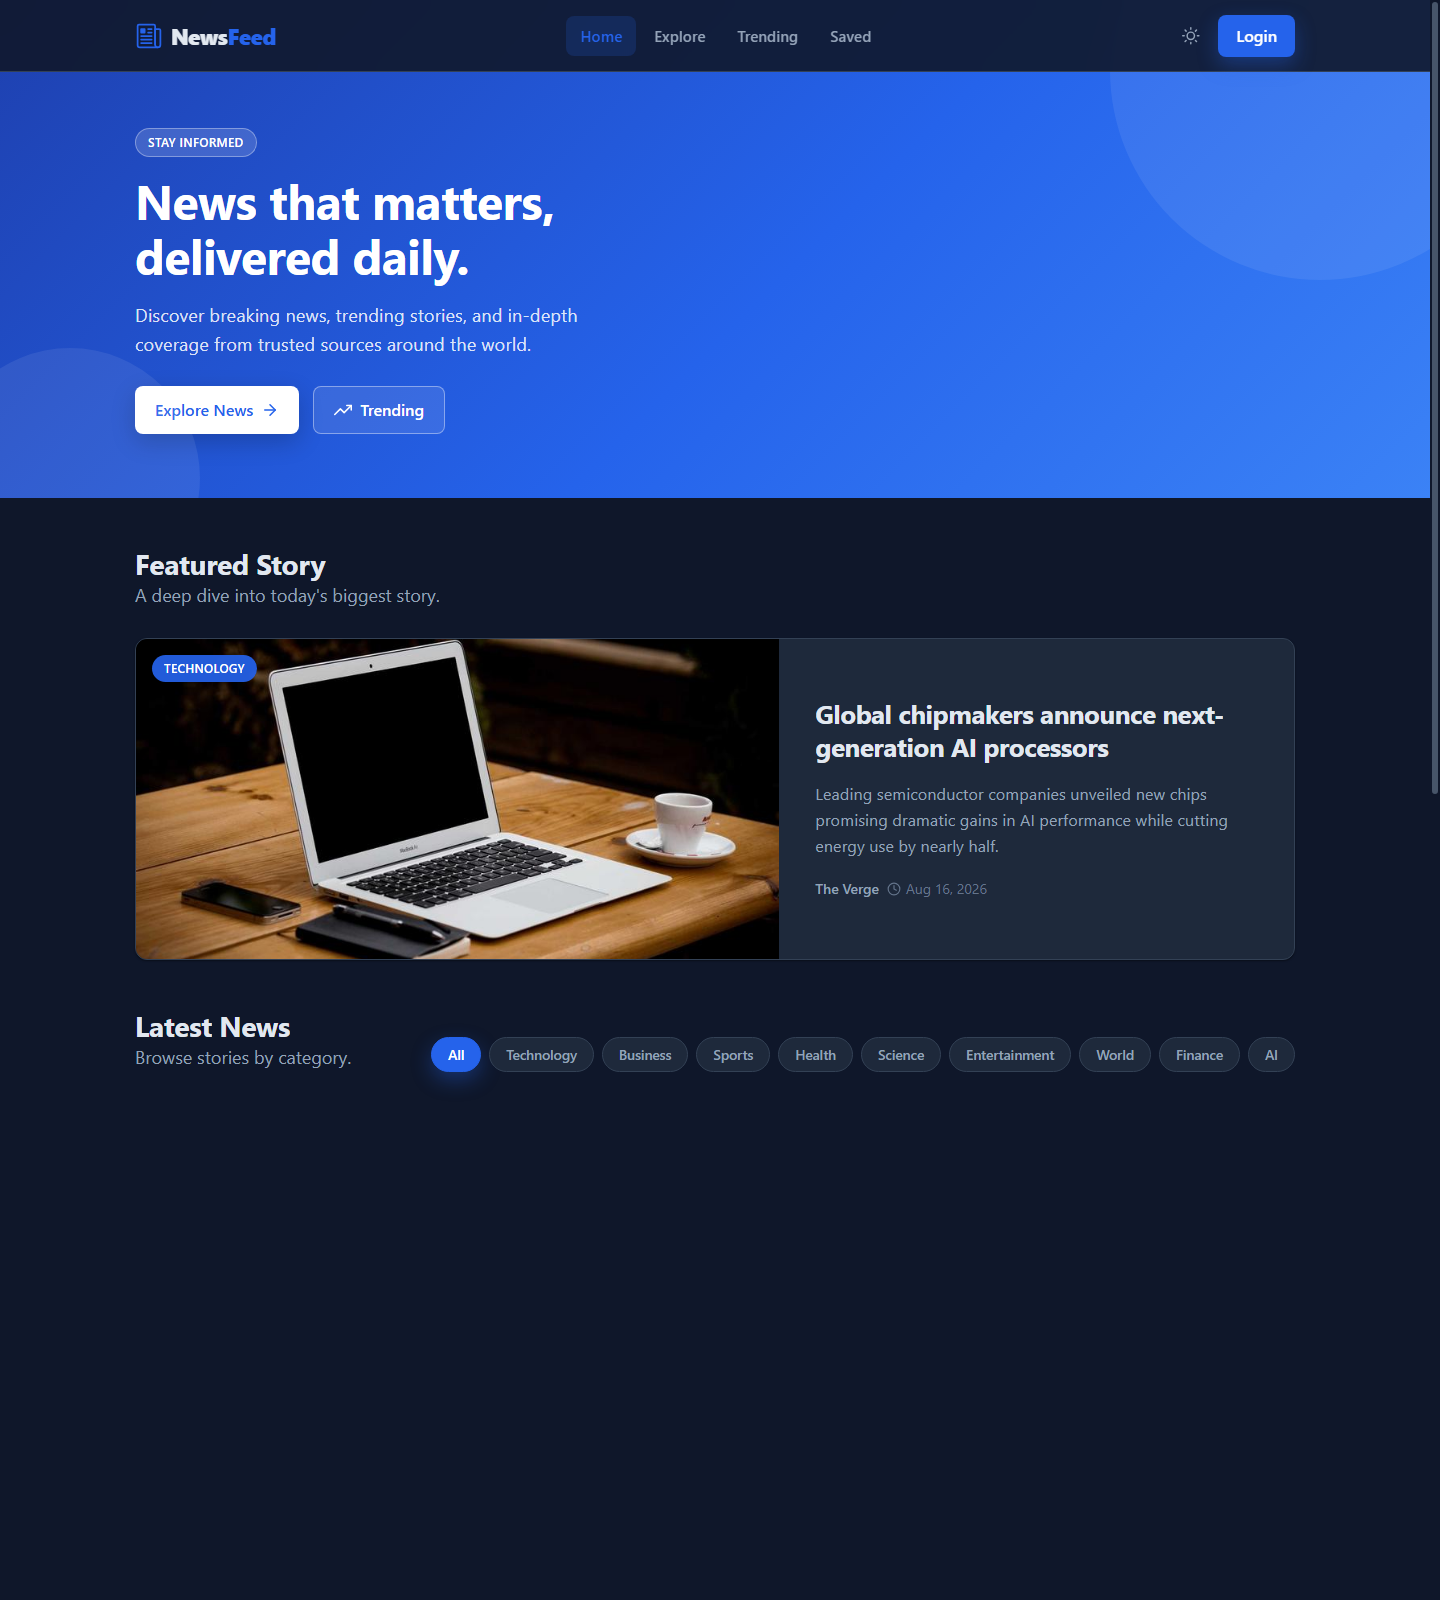 NewsFeed
Home
Explore
Trending
Saved
Login
STAY INFORMED
News that matters,
delivered daily.
Discover breaking news, trending stories, and in-depth
coverage from trusted sources around the world.
Explore News
Trending
Featured Story
A deep dive into today's biggest story.
TECHNOLOGY
Global chipmakers announce next-
generation AI processors
Leading semiconductor companies unveiled new chips
promising dramatic gains in AI performance while cutting
energy use by nearly half.
The Verge
Aug 16, 2026
Latest News
Browse stories by category.
All
Technology
Business
Sports
Health
Science
Entertainment
World
Finance
AI